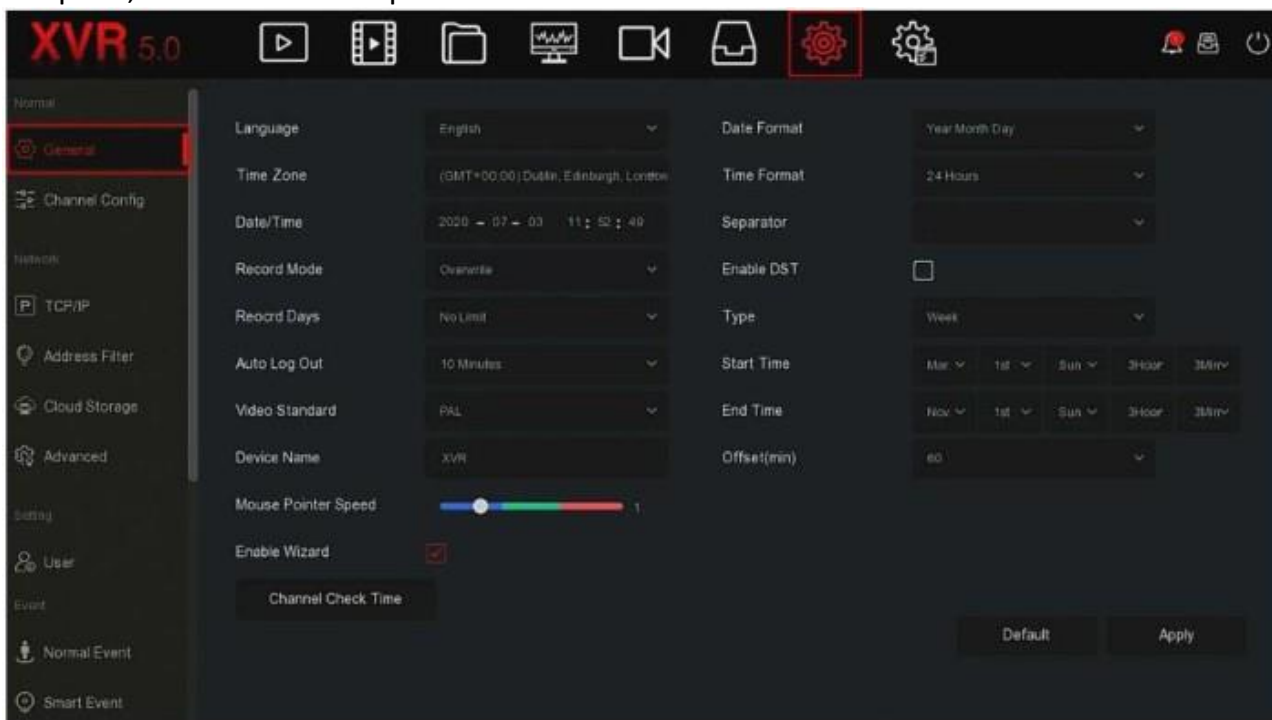 XVR 5.0
Normal
General
Channel Config
Network
TCP/IP
Address Filter
Cloud Storage
Advanced
Setting
User
Event
Normal Event
Smart Event
Language English
Time Zone (GMT+00:00) Dublin, Edinburgh, London
Date/Time 2020 - 07 - 03 11 : 52 : 49
Record Mode Overwrite
Reocrd Days No Limit
Auto Log Out 10 Minutes
Video Standard PAL
Device Name XVR
Mouse Pointer Speed 1
Enable Wizard
Channel Check Time
Date Format Year Month Day
Time Format 24 Hours
Separator
Enable DST
Type Week
Start Time Mar. 1st Sun 3Hour 3Min
End Time Nov. 1st Sun 3Hour 3Min
Offset(min) 60
Default Apply